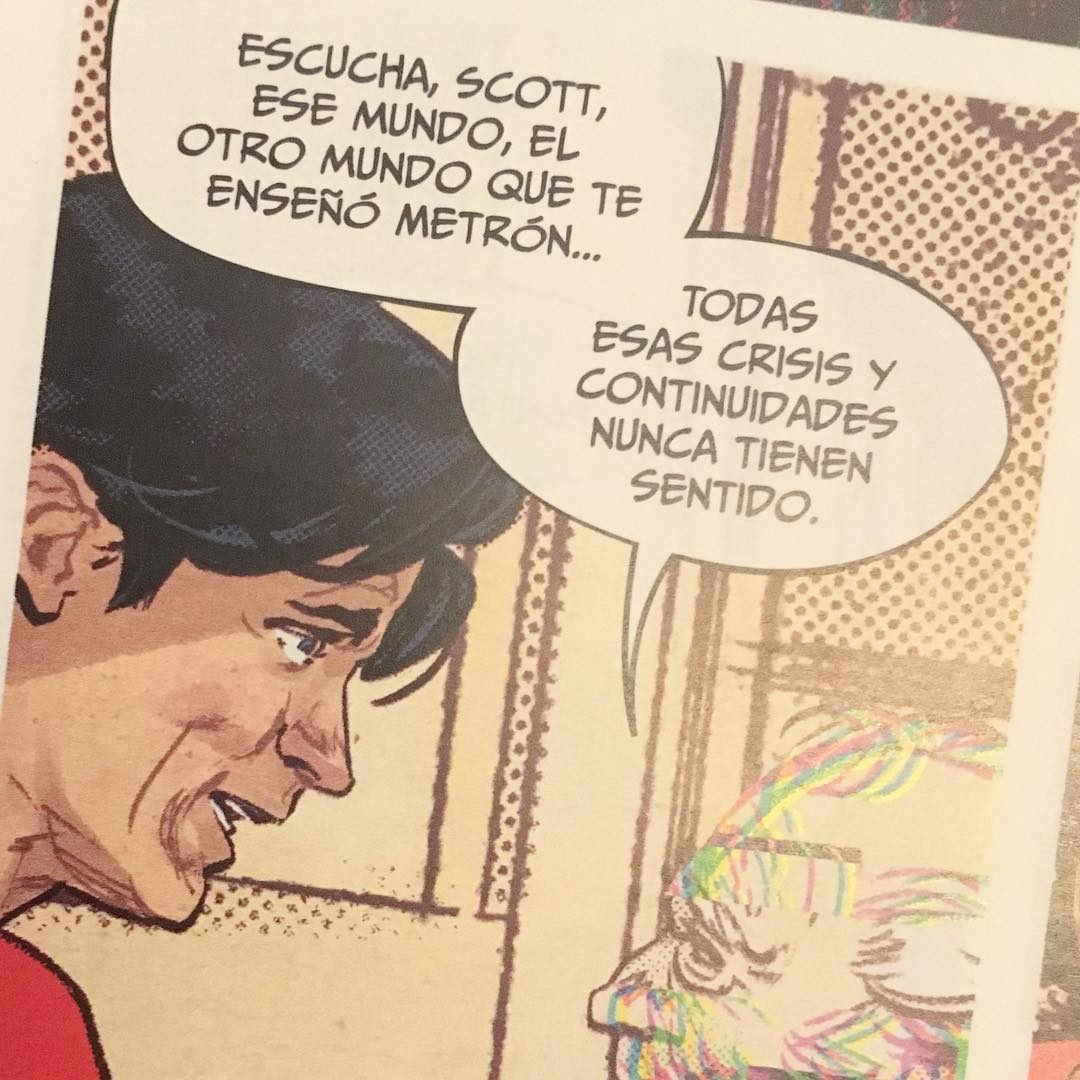 ESCUCHA, SCOTT,
ESE MUNDO, EL
OTRO MUNDO QUE TE
ENSEÑÓ METRÓN...
TODAS
ESAS CRISIS Y
CONTINUIDADES
NUNCA TIENEN
SENTIDO.